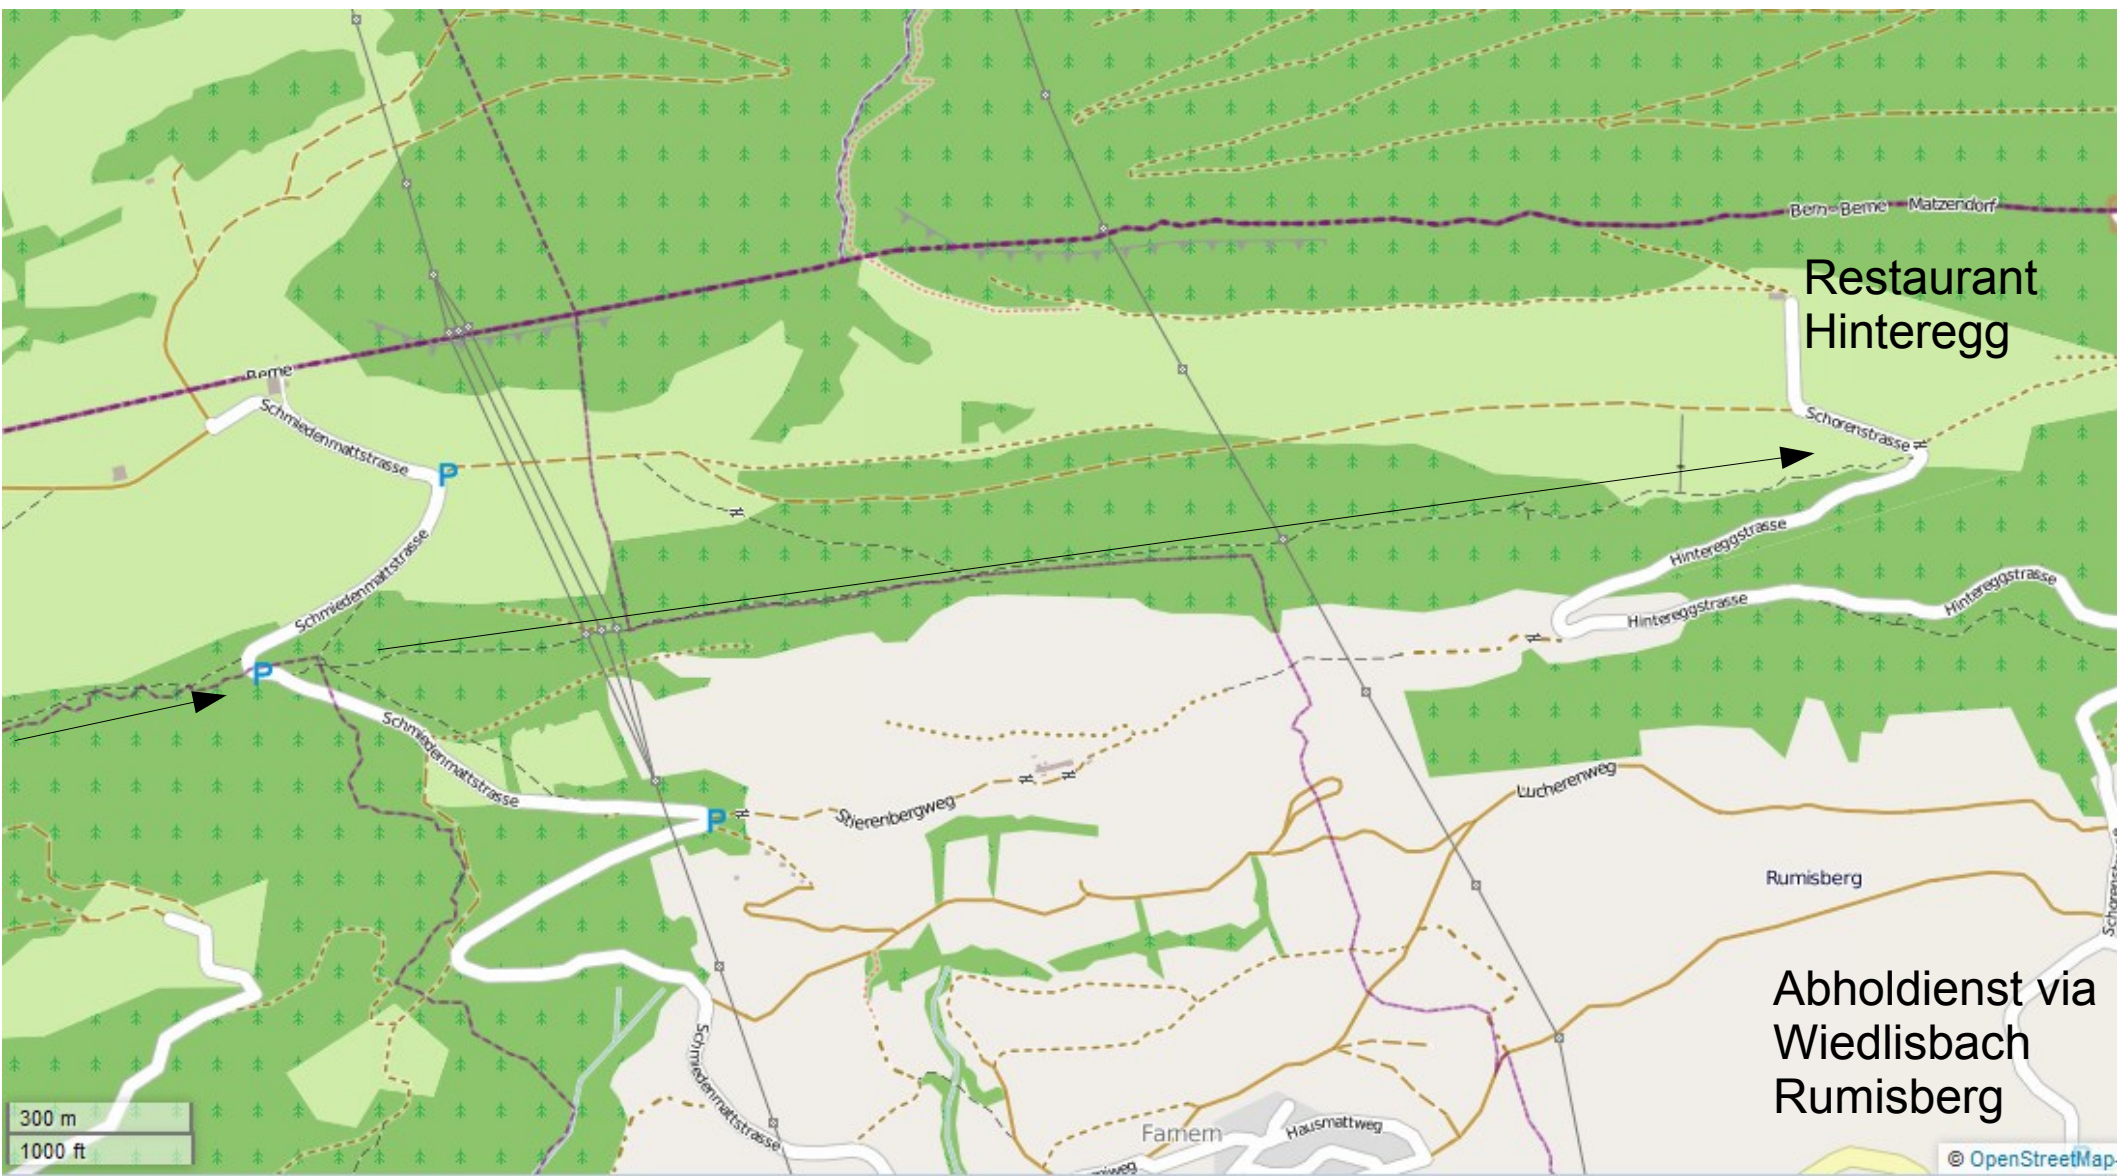 Bern - Berne
Matzendorf
Restaurant
Hinteregg
Berne
Schmiedenmattstrasse
P
Schorenstrasse
Schmiedenmattstrasse
Hintereggstrasse
Hintereggstrasse
Hintereggstrasse
P
Schmiedenmattstrasse
P
Stierenbergweg
Lucherenweg
Rumisberg
Abholdienst via
Wiedlisbach
Rumisberg
Schmiedenmattstrasse
Farnern
Hausmattweg
300 m
1000 ft
© OpenStreetMap